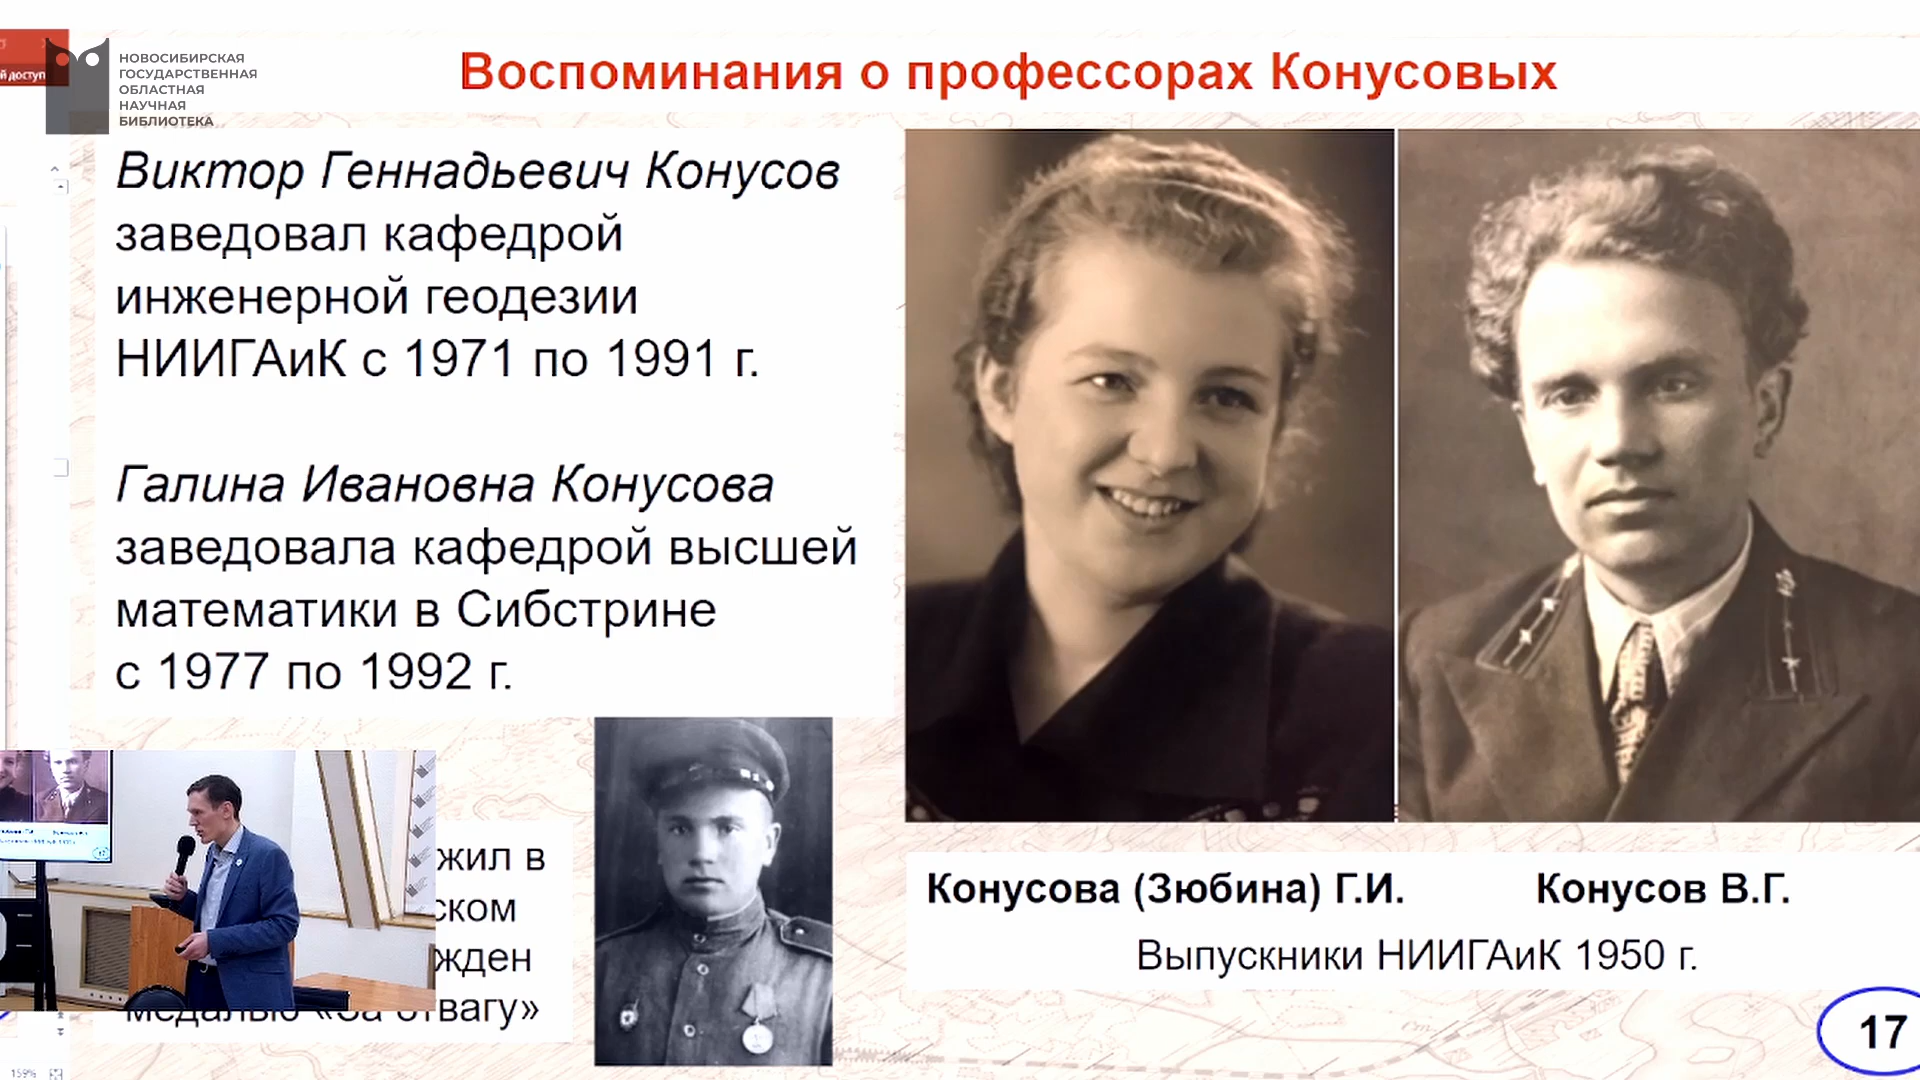 й доступ
НОВОСИБИРСКАЯ
ГОСУДАРСТВЕННАЯ
ОБЛАСТНАЯ
НАУЧНАЯ
БИБЛИОТЕКА
Воспоминания о профессорах Конусовых
Виктор Геннадьевич Конусов
заведовал кафедрой
инженерной геодезии
НИИГАиК с 1971 по 1991 г.
Галина Ивановна Конусова
заведовала кафедрой высшей
математики в Сибстрине
с 1977 по 1992 г.
жил в
ском
жден
медалью «За отвагу»
Конусова (Зюбина) Г.И.
Конусов В.Г.
Выпускники НИИГАиК 1950 г.
17
159%